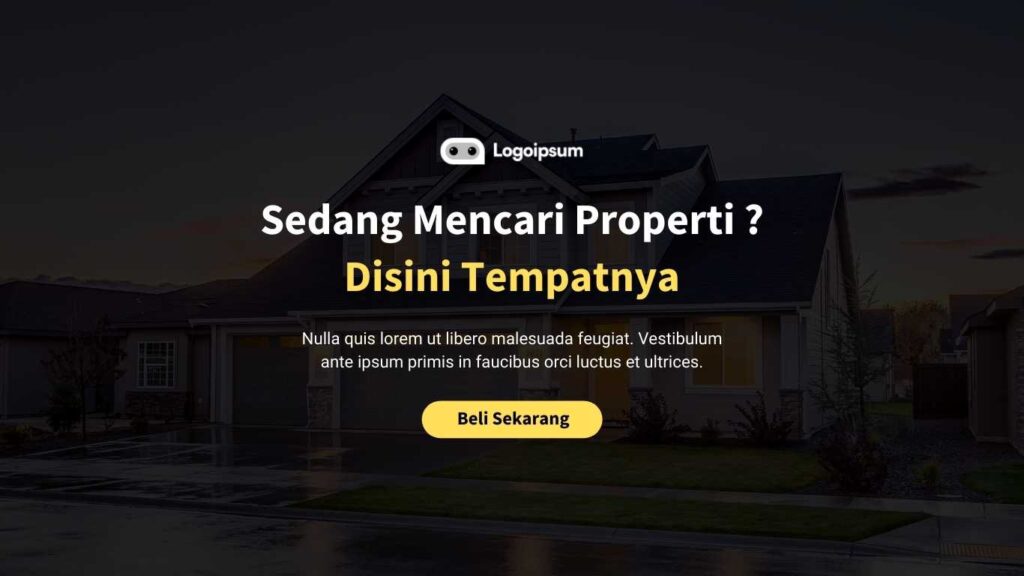 Logoipsum
Sedang Mencari Properti ?
Disini Tempatnya
Nulla quis lorem ut libero malesuada feugiat. Vestibulum
ante ipsum primis in faucibus orci luctus et ultrices.
Beli Sekarang